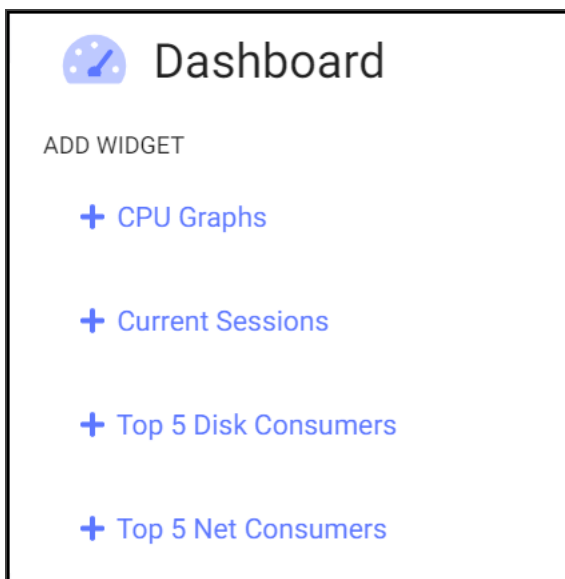 Dashboard
ADD WIDGET
CPU Graphs
Current Sessions
Top 5 Disk Consumers
Top 5 Net Consumers